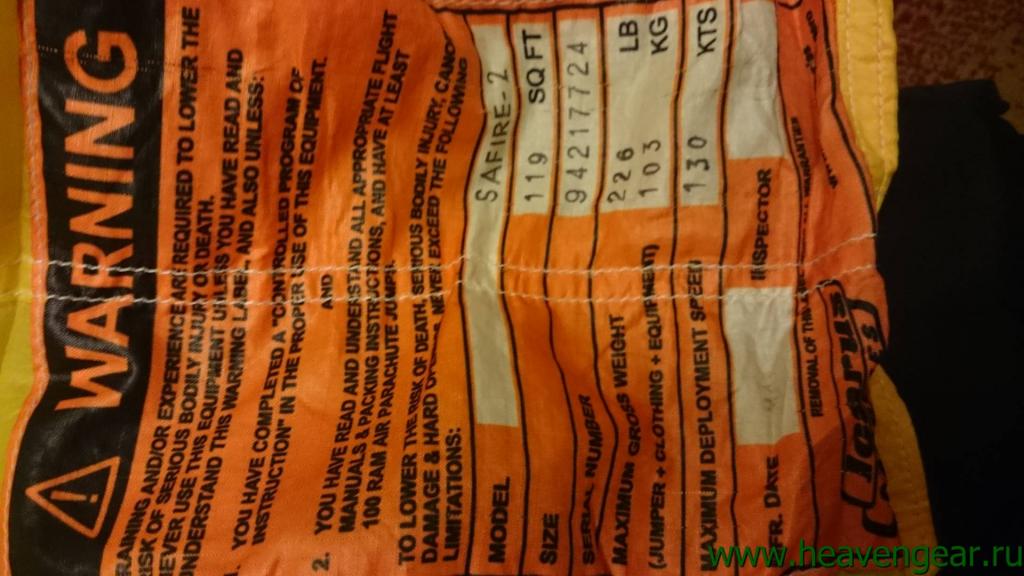 WARNING
TRAINING AND/OR EXPERIENCE ARE REQUIRED TO LOWER THE
RISK OF SERIOUS BODILY INJURY OR DEATH.
NEVER USE THIS EQUIPMENT UNLESS YOU HAVE READ AND
UNDERSTAND THIS WARNING LABEL, AND ALSO UNLESS:
1. YOU HAVE COMPLETED A "CONTROLLED PROGRAM OF
INSTRUCTION" IN THE PROPER USE OF THIS EQUIPMENT.
AND
2. YOU HAVE READ AND UNDERSTAND ALL APPROPRIATE FLIGHT
MANUALS & PACKING INSTRUCTIONS, AND HAVE AT LEAST
100 RAM AIR PARACHUTE JUMPS.
TO LOWER THE RISK OF DEATH, SERIOUS BODILY INJURY, CANO
DAMAGE & HARD NEVER EXCEED THE FOLLOWING
LIMITATIONS:
MODEL SAFIRE-2
SIZE 119 SQ FT
SERIAL NUMBER 94217724
MAXIMUM GROSS WEIGHT 226 LB
(JUMPER + CLOTHING + EQUIPMENT) 103 KG
MAXIMUM DEPLOYMENT SPEED 130 KTS
MFR. DATE INSPECTOR
REMOVAL OF THIS WARRANTIES
Icarus
www.heavengear.ru